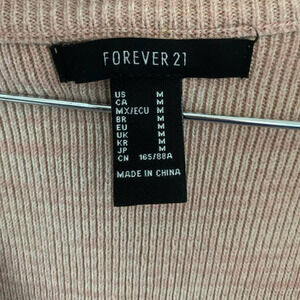 FOREVER 21
US M
CA M
MX/ECU M
BR M
EU M
UK M
KR M
JP M
CN 165/88A
MADE IN CHINA